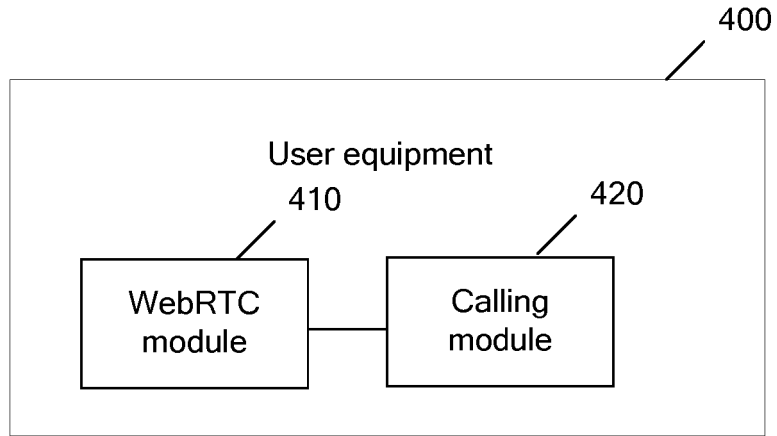 400
User equipment
410
420
WebRTC
module
Calling
module